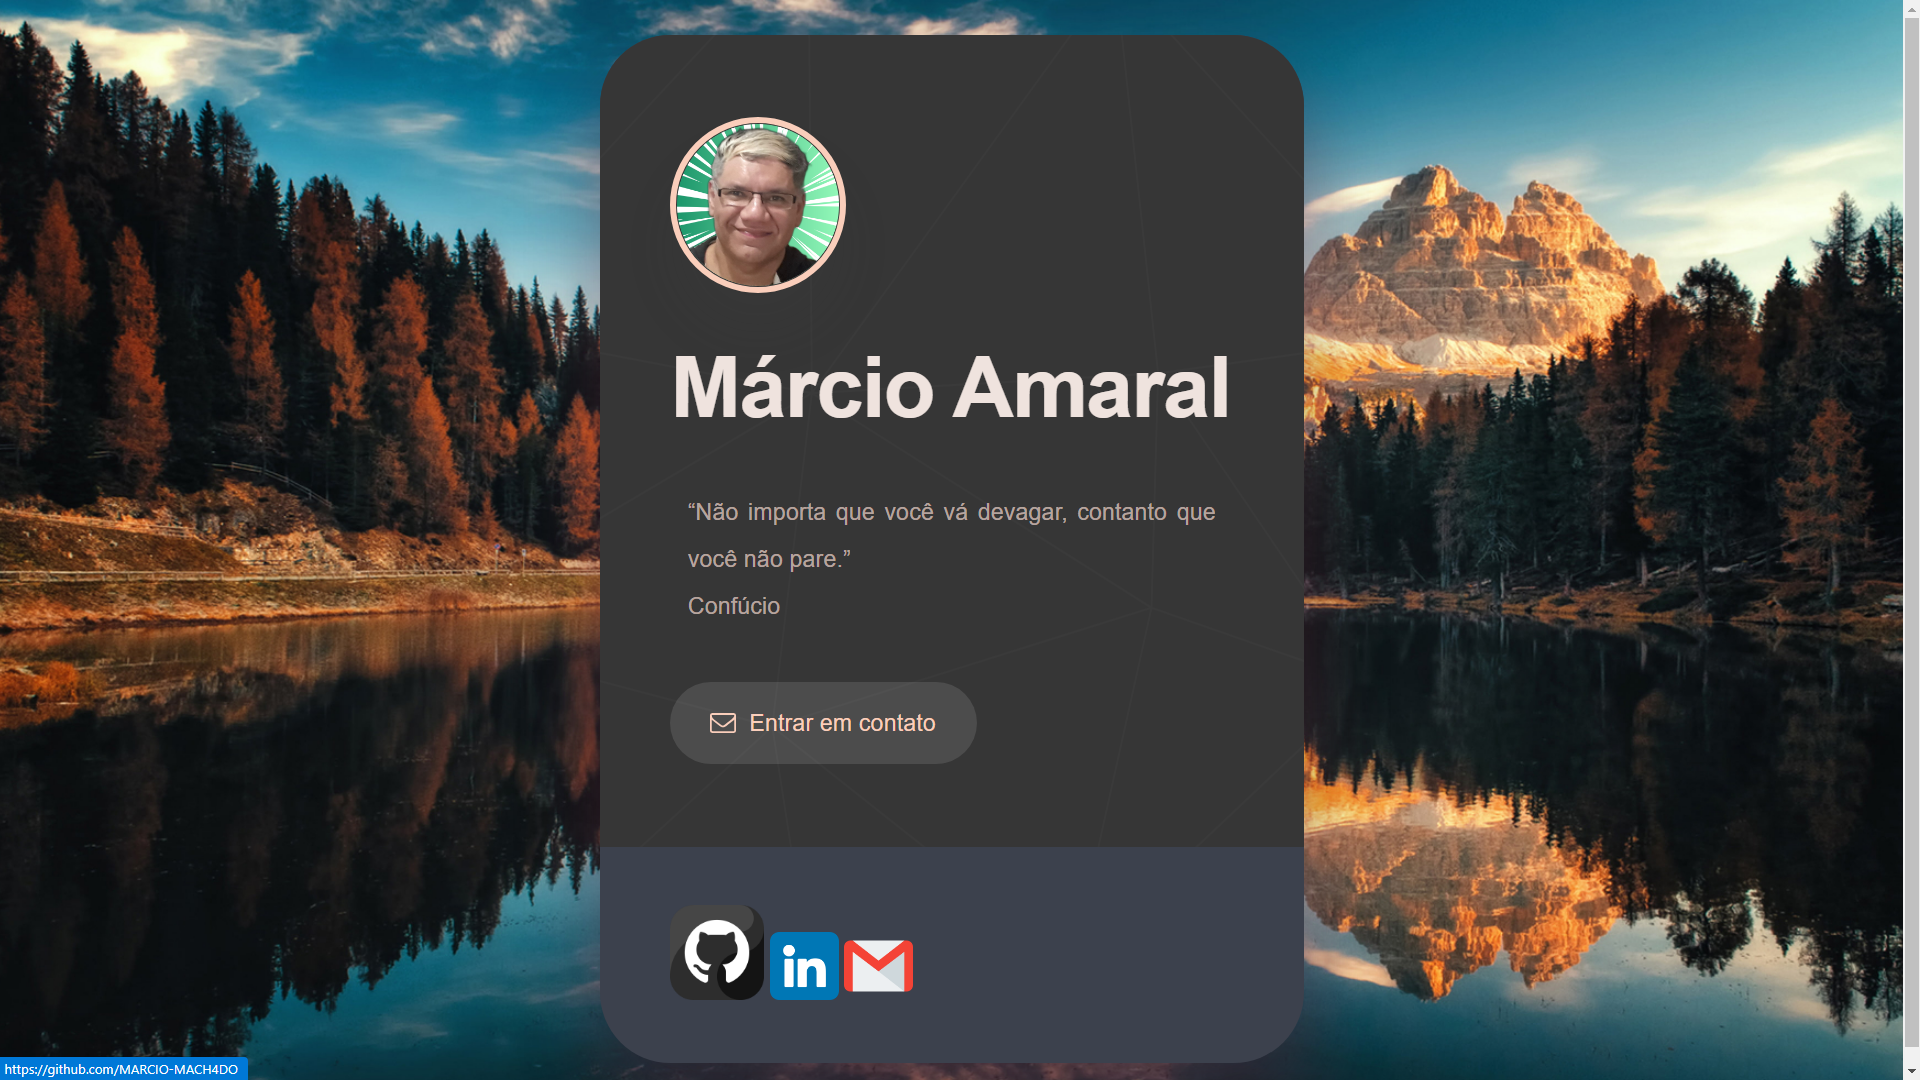 Márcio Amaral
“Não importa que você vá devagar, contanto que
você não pare.”
Confúcio
Entrar em contato
in
https://github.com/MARCIO-MACH4DO